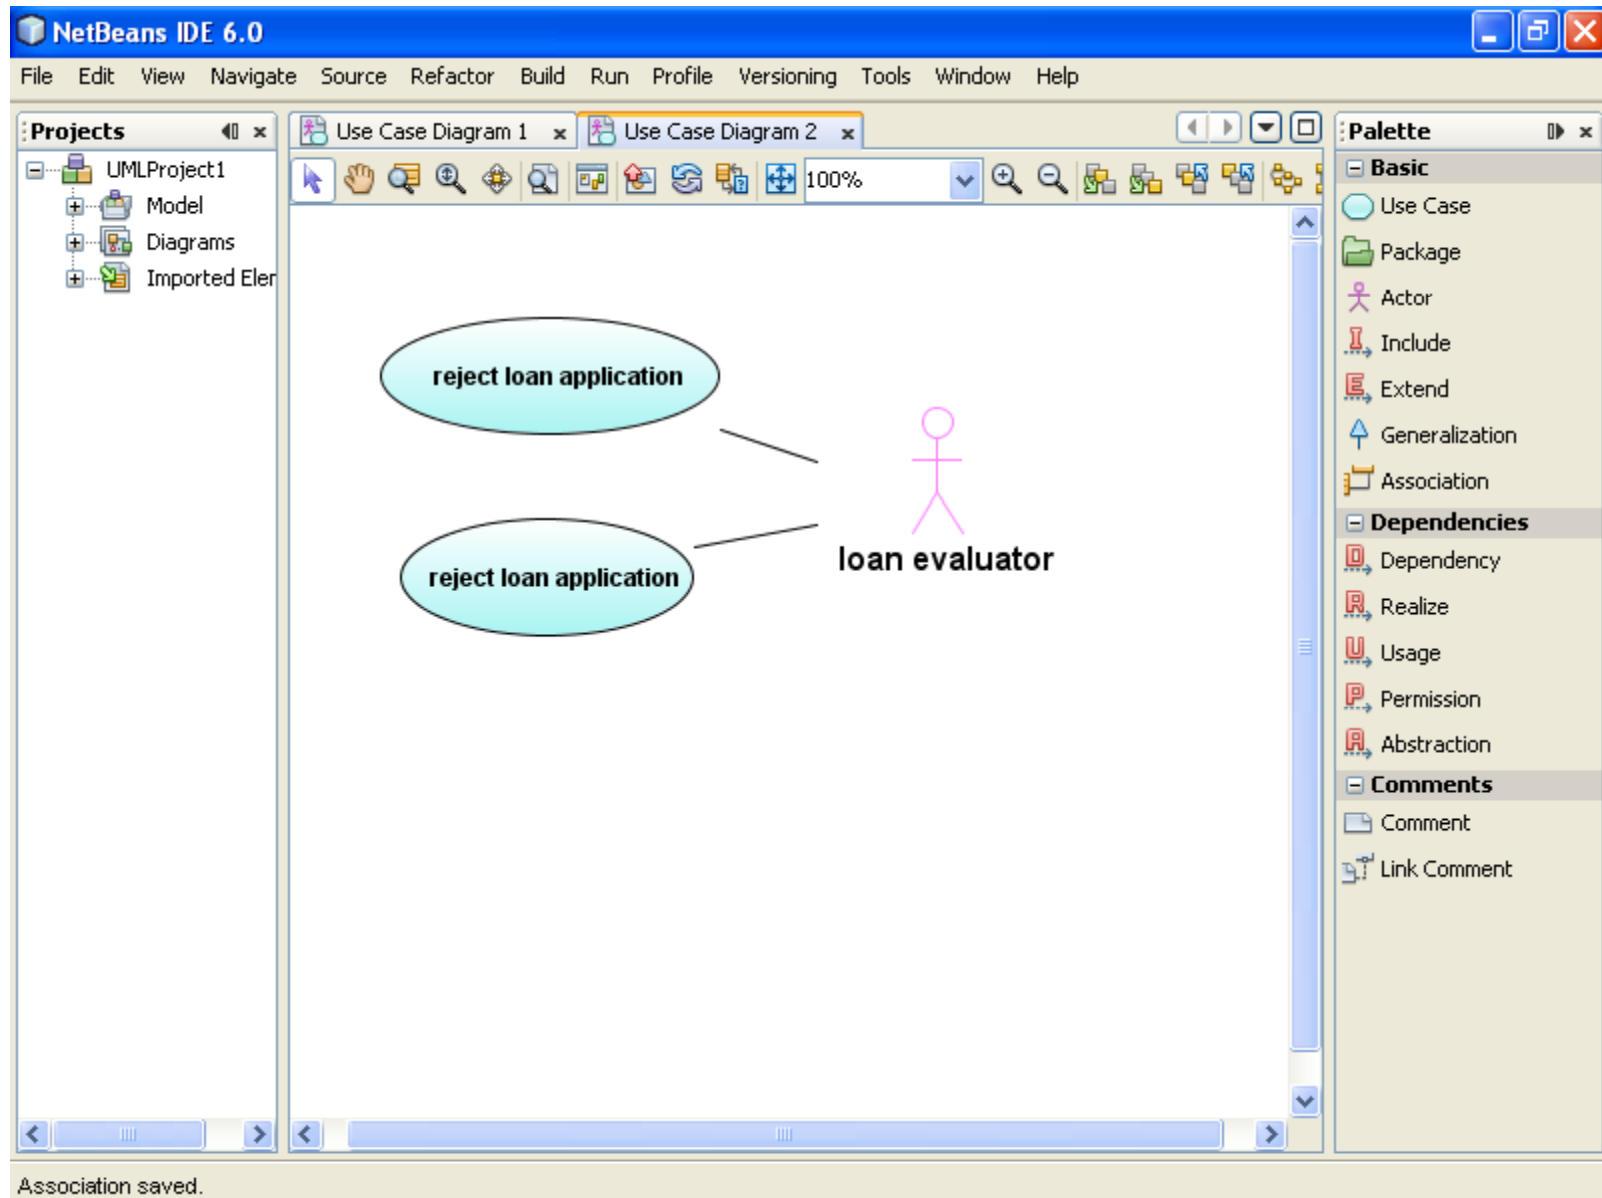 NetBeans IDE 6.0
File Edit View Navigate Source Refactor Build Run Profile Versioning Tools Window Help
Projects
UMLProject1
Model
Diagrams
Imported Eler
Use Case Diagram 1
Use Case Diagram 2
100%
reject loan application
reject loan application
loan evaluator
Palette
Basic
Use Case
Package
Actor
Include
Extend
Generalization
Association
Dependencies
Dependency
Realize
Usage
Permission
Abstraction
Comments
Comment
Link Comment
Association saved.